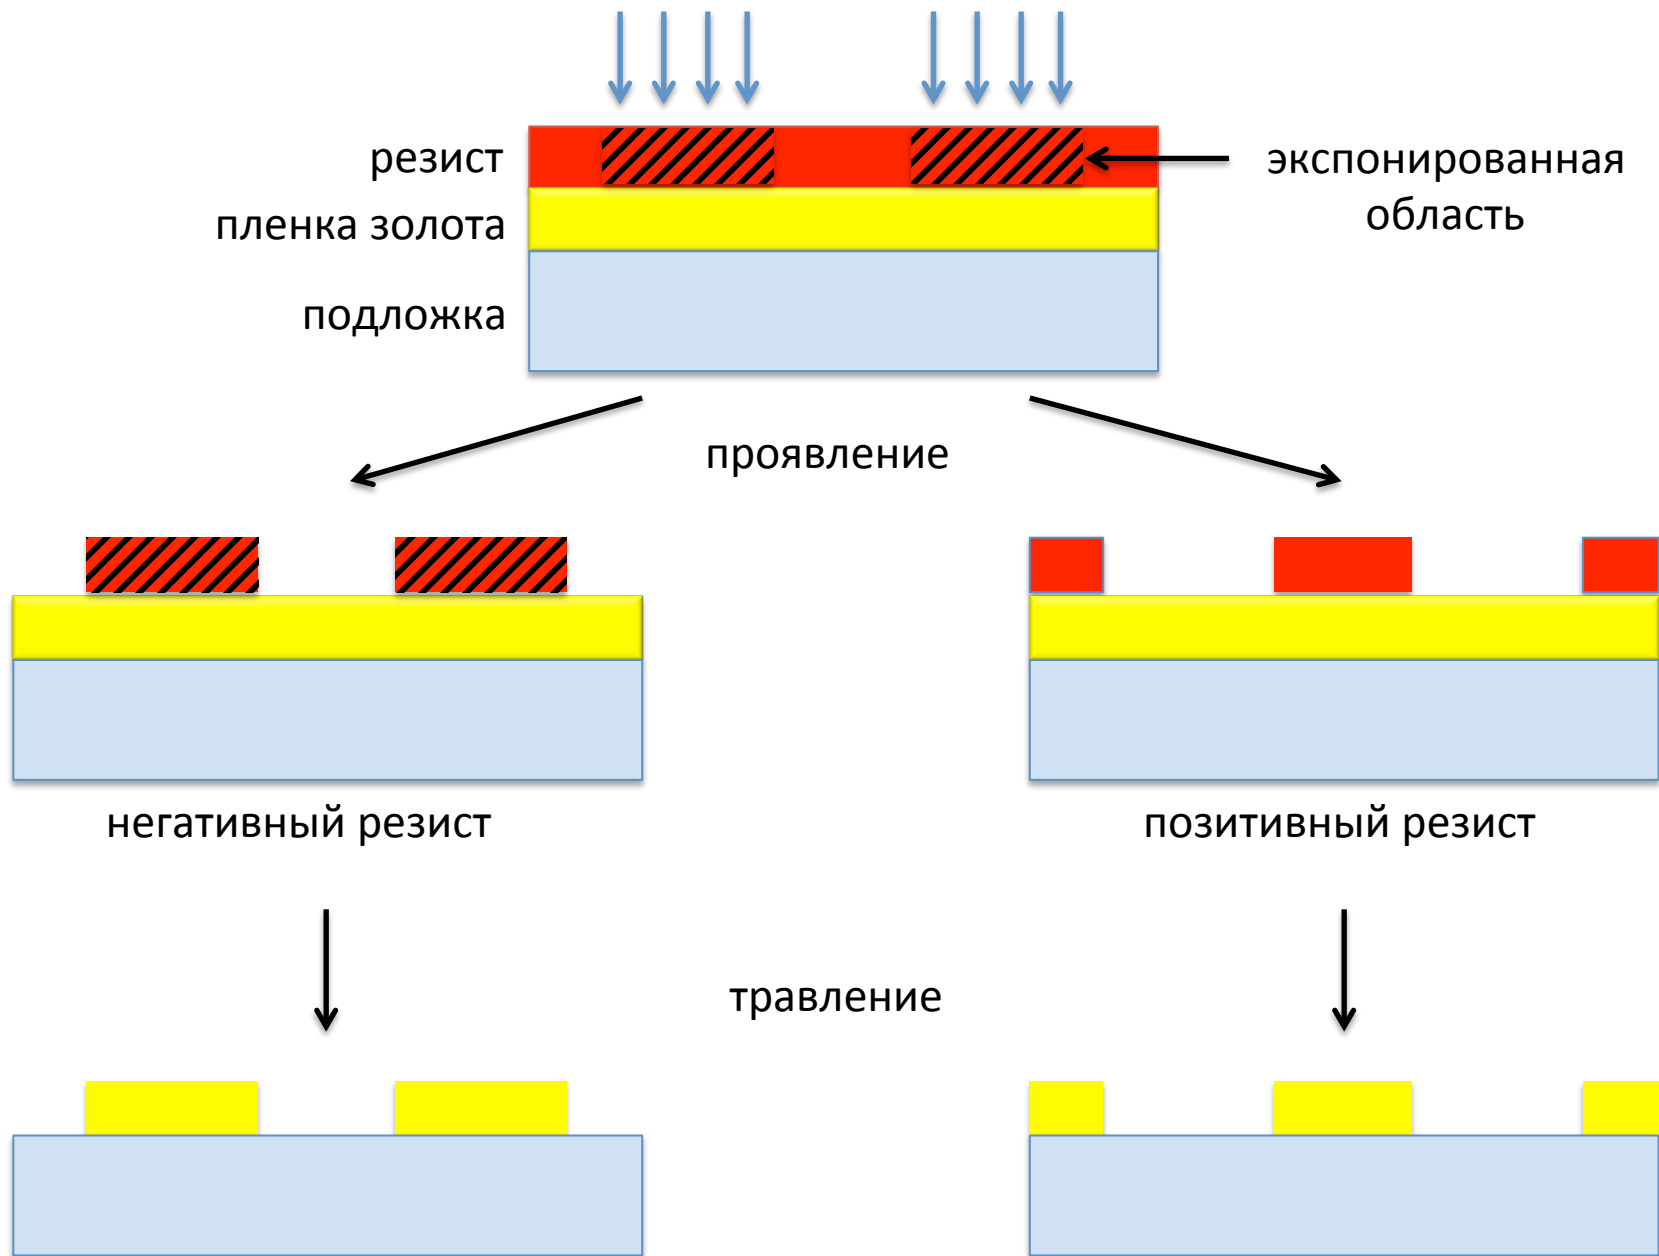 резист
экспонированная
область
пленка золота
подложка
проявление
негативный резист
позитивный резист
травление